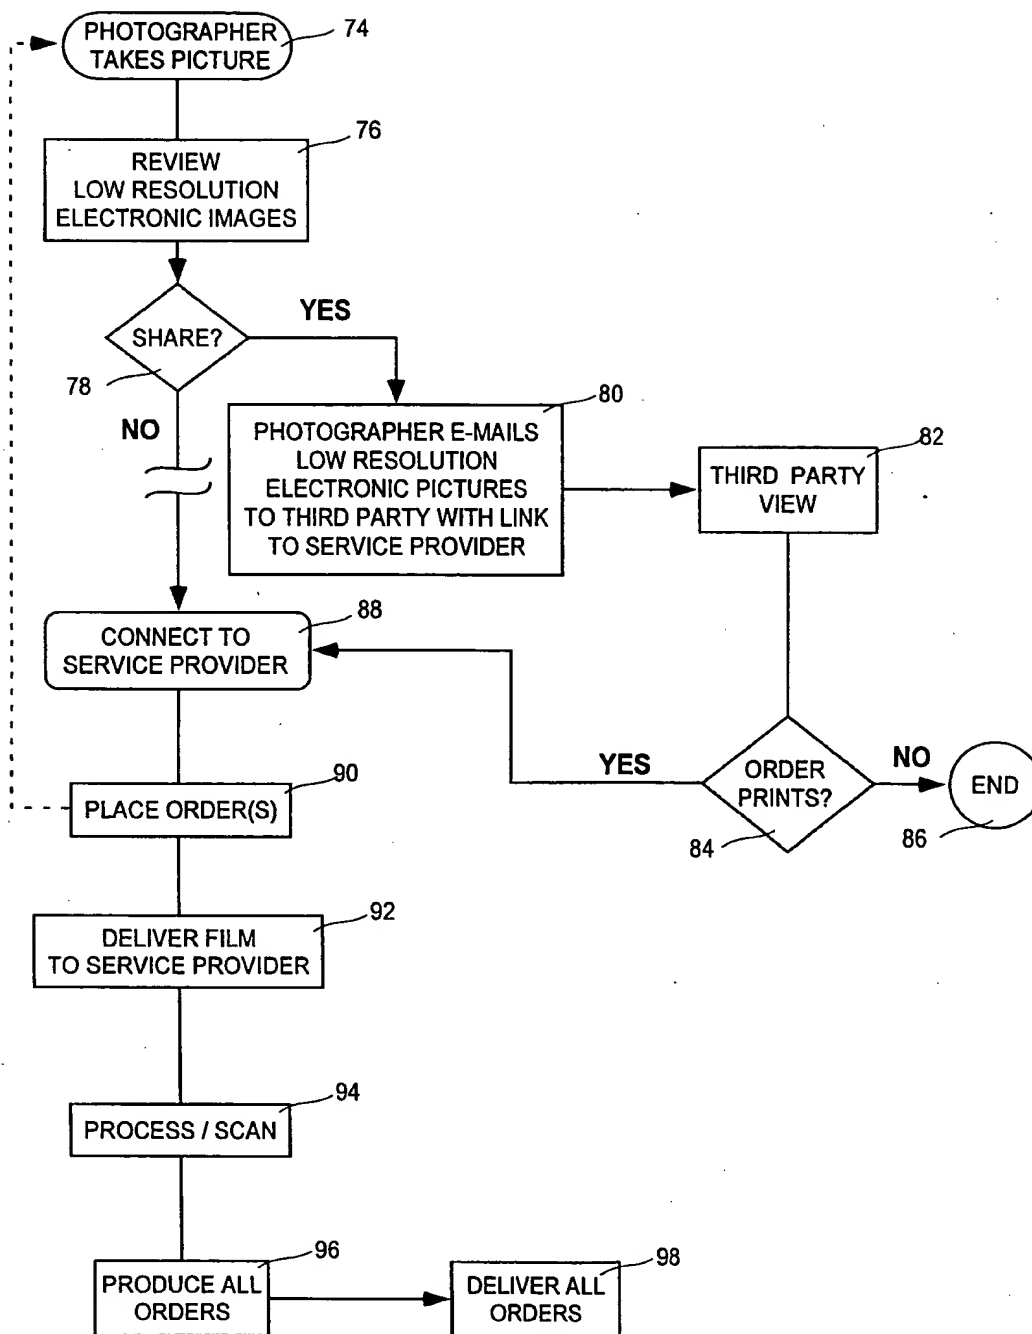 PHOTOGRAPHER
TAKES PICTURE
74
REVIEW
LOW RESOLUTION
ELECTRONIC IMAGES
76
SHARE?
78
YES
NO
PHOTOGRAPHER E-MAILS
LOW RESOLUTION
ELECTRONIC PICTURES
TO THIRD PARTY WITH LINK
TO SERVICE PROVIDER
80
THIRD PARTY
VIEW
82
ORDER
PRINTS?
84
YES
NO
END
86
CONNECT TO
SERVICE PROVIDER
88
PLACE ORDER(S)
90
DELIVER FILM
TO SERVICE PROVIDER
92
PROCESS / SCAN
94
PRODUCE ALL
ORDERS
96
DELIVER ALL
ORDERS
98